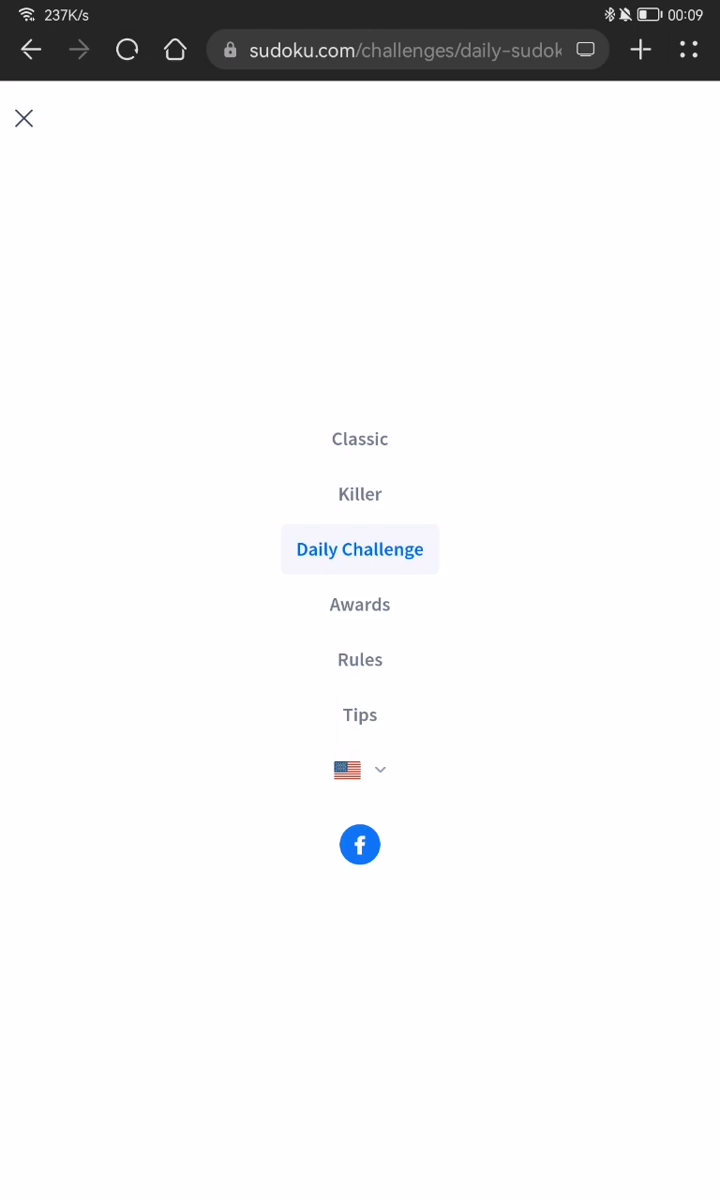 237K/s
00:09
sudoku.com/challenges/daily-sudok
Classic
Killer
Daily Challenge
Awards
Rules
Tips